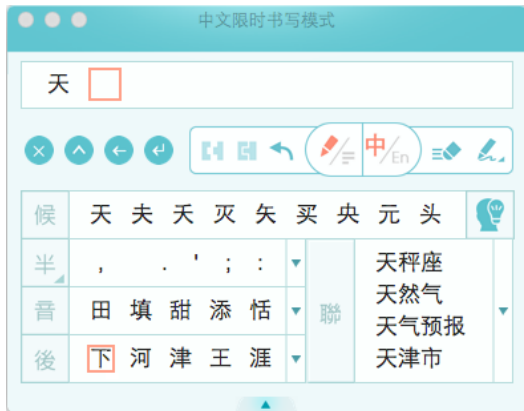 中文限时书写模式
天
中/En
候 天 夫 夭 灭 矢 买 央 元 头
半 , . ' ; :
音 田 填 甜 添 恬
後 下 河 津 王 涯
聯
天秤座
天然气
天气预报
天津市